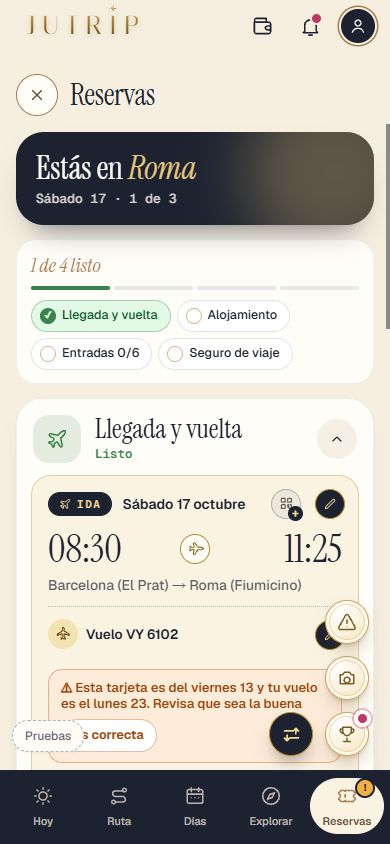 JUTRIP
Reservas
Estás en Roma
Sábado 17 · 1 de 3
1 de 4 listo
Llegada y vuelta
Alojamiento
Entradas 0/6
Seguro de viaje
Llegada y vuelta
Listo
IDA
Sábado 17 octubre
08:30
11:25
Barcelona (El Prat) → Roma (Fiumicino)
Vuelo VY 6102
⚠ Esta tarjeta es del viernes 13 y tu vuelo
es el lunes 23. Revisa que sea la buena
Pruebas
s correcta
Hoy
Ruta
Días
Explorar
!
Reservas